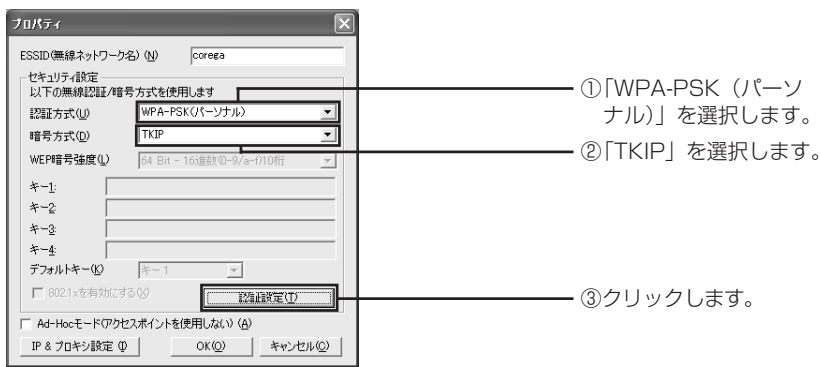 プロパティ
ESSID(無線ネットワーク名) (N) corega
セキュリティ設定
以下の無線認証/暗号方式を使用します
認証方式(U) WPA-PSK(パーソナル)
暗号方式(D) TKIP
WEP暗号強度(L) 64 Bit - 16進数(0-9/a-f)10桁
キー1:
キー2:
キー3:
キー4:
デフォルトキー(K) キー 1
802.1xを有効にする(X)
認証設定(T)
Ad-Hocモード(アクセスポイントを使用しない) (A)
IP & プロキシ設定 (I) OK(O) キャンセル(C)
①「WPA-PSK（パーソ
ナル）」を選択します。
②「TKIP」を選択します。
③クリックします。